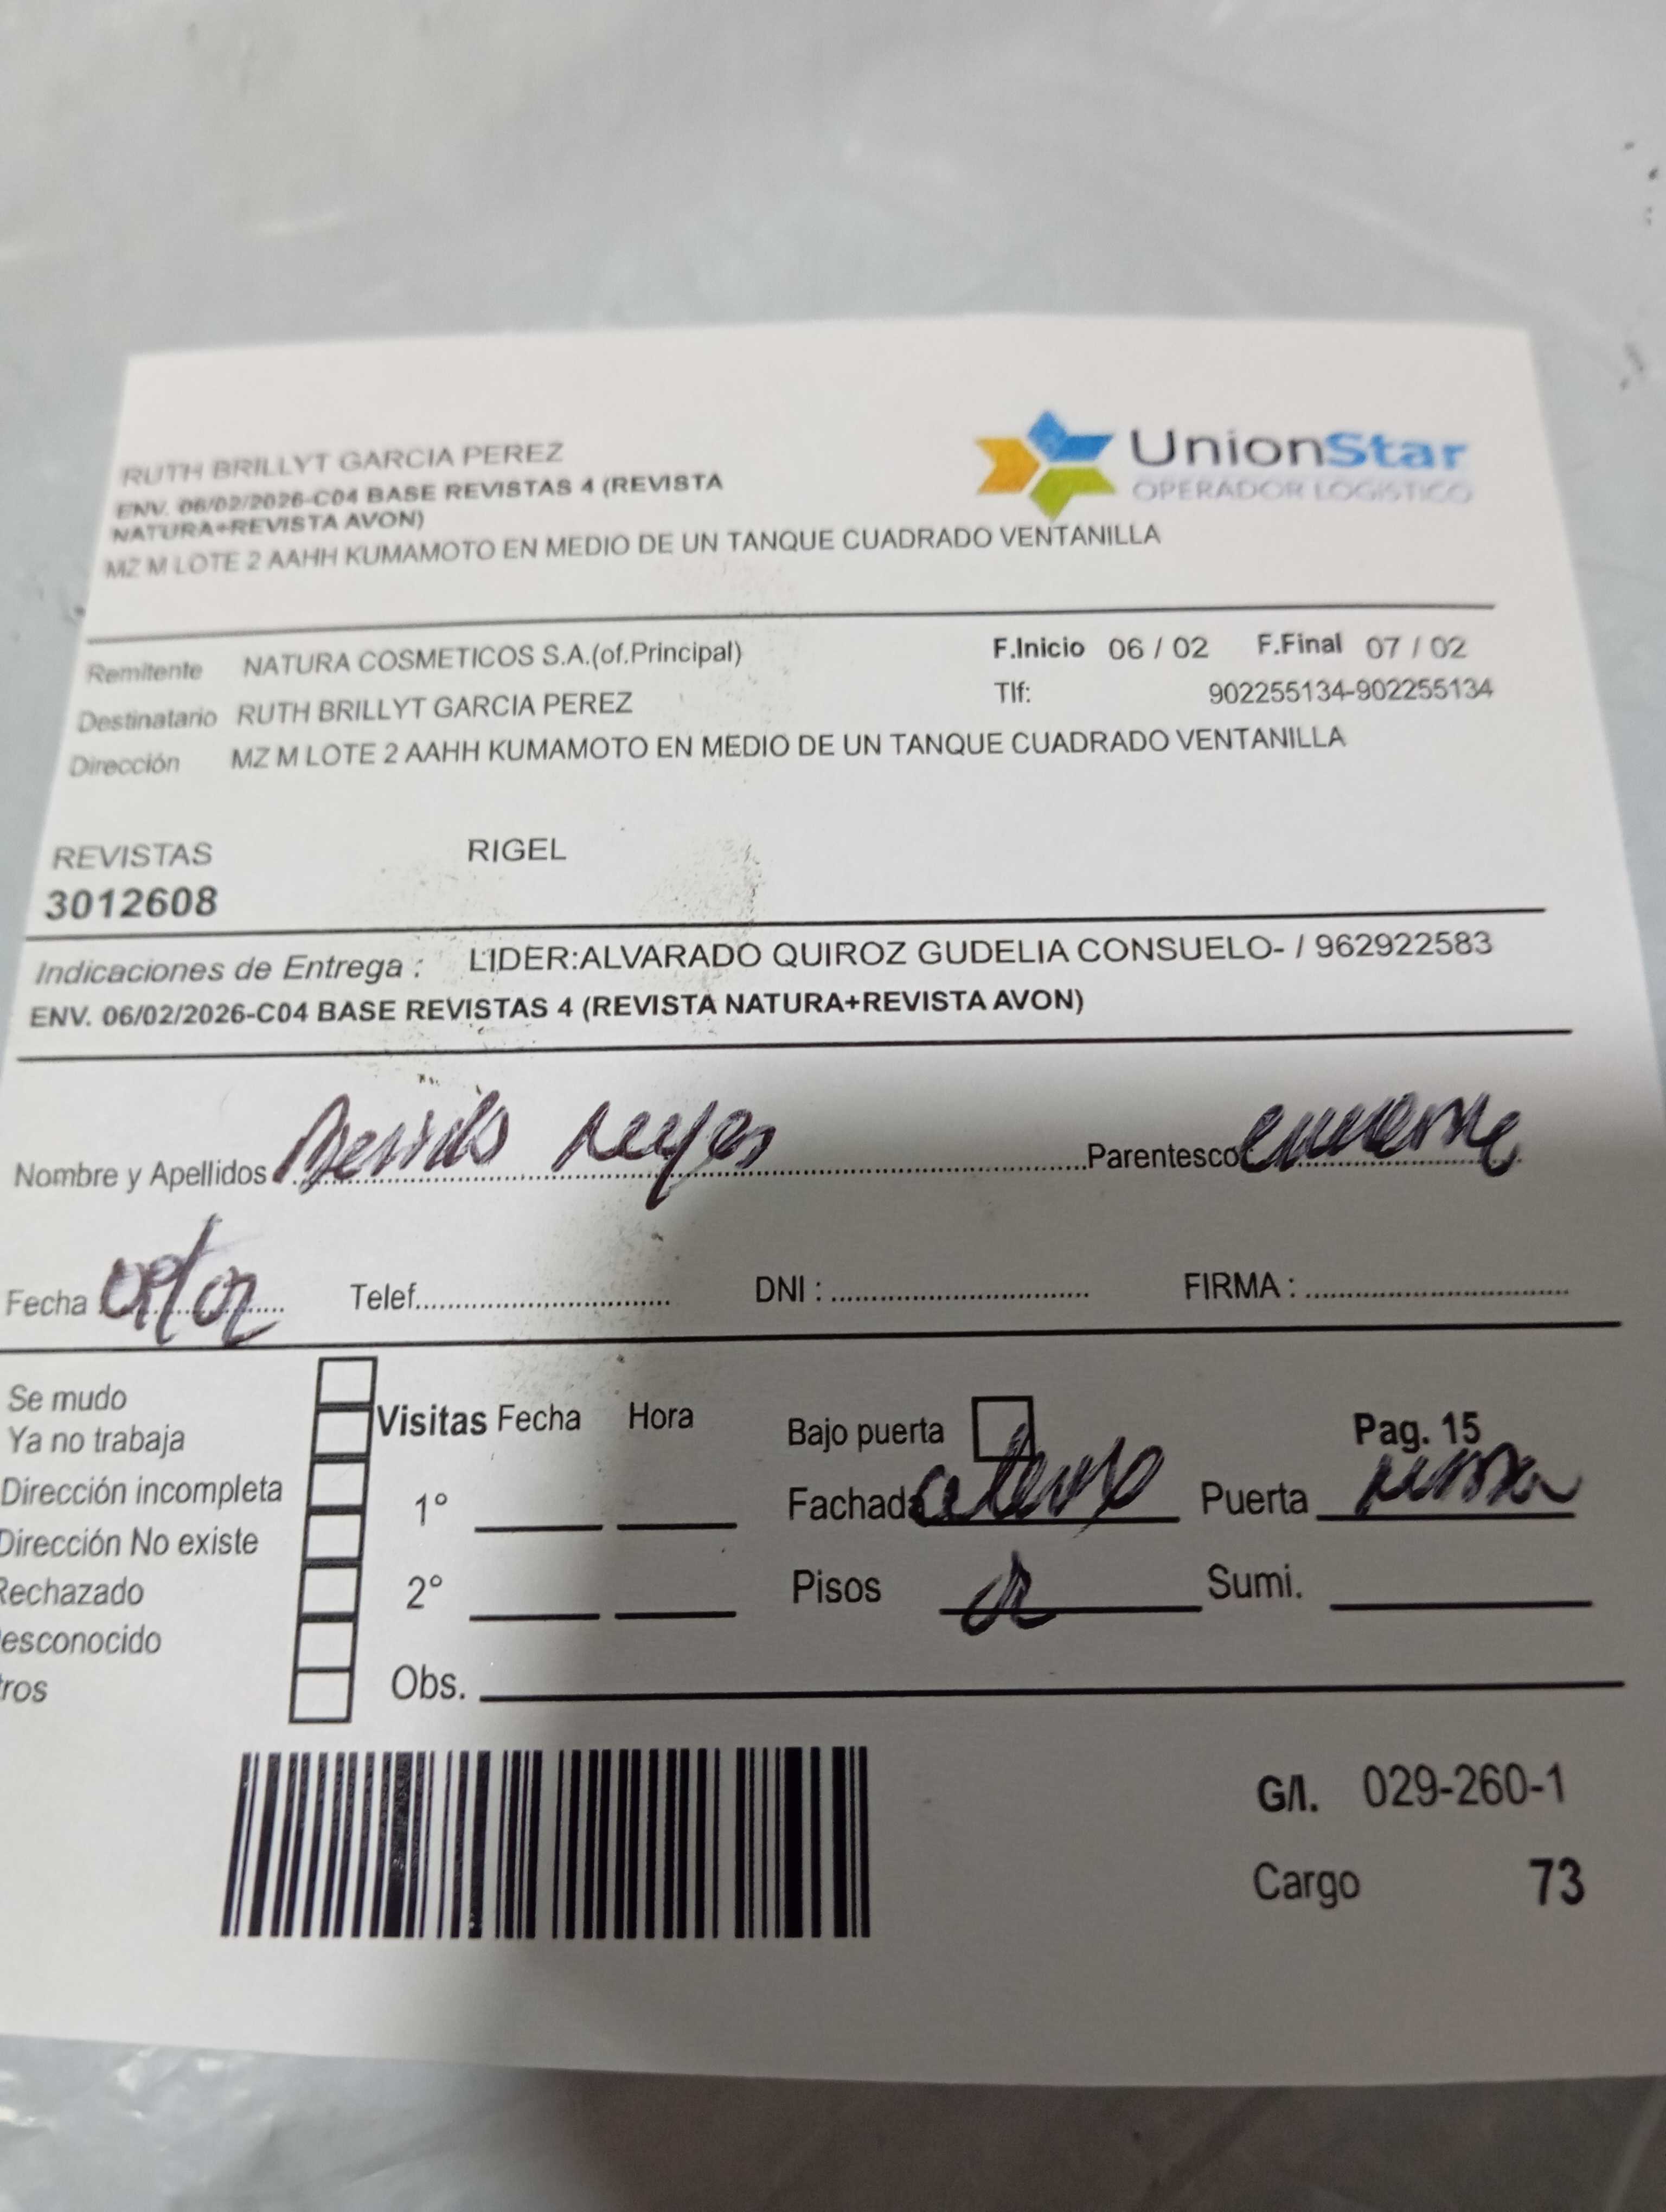 RUTH BRILLYT GARCIA PEREZ
ENV. 06/02/2026-C04 BASE REVISTAS 4 (REVISTA
NATURA+REVISTA AVON)
MZ M LOTE 2 AAHH KUMAMOTO EN MEDIO DE UN TANQUE CUADRADO VENTANILLA
UnionStar
OPERADOR LOGISTICO
Remitente NATURA COSMETICOS S.A.(of.Principal) F.Inicio 06 / 02 F.Final 07 / 02
Destinatario RUTH BRILLYT GARCIA PEREZ Tlf: 902255134-902255134
Dirección MZ M LOTE 2 AAHH KUMAMOTO EN MEDIO DE UN TANQUE CUADRADO VENTANILLA
REVISTAS RIGEL
3012608
Indicaciones de Entrega : LIDER:ALVARADO QUIROZ GUDELIA CONSUELO- / 962922583
ENV. 06/02/2026-C04 BASE REVISTAS 4 (REVISTA NATURA+REVISTA AVON)
Nombre y Apellidos Reyes Parentesco
Fecha Telef. DNI : FIRMA :
Se mudo
Ya no trabaja
Dirección incompleta
Dirección No existe
Rechazado
esconocido
tros
Visitas Fecha Hora
1°
2°
Obs.
Bajo puerta Pag. 15
Fachada Puerta
Pisos 2 Sumi.
G/I. 029-260-1
Cargo 73